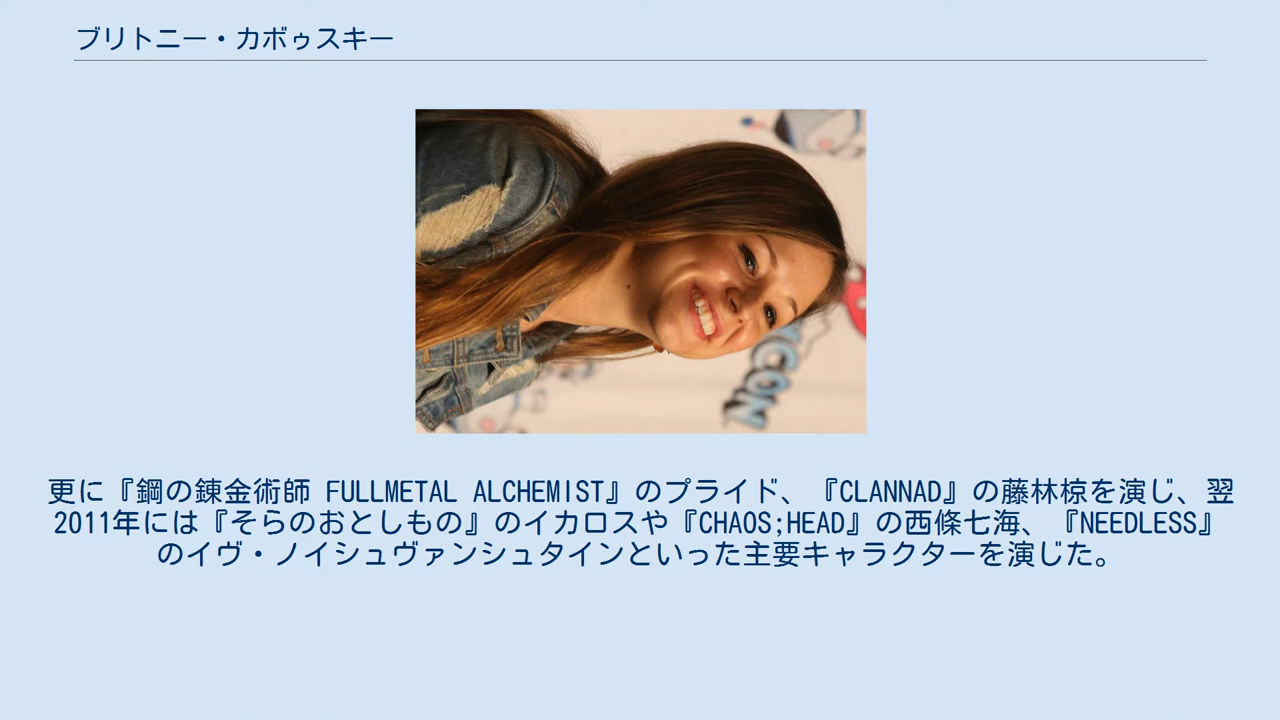 ブリトニー・カボゥスキー
CON
更に『鋼の錬金術師 FULLMETAL ALCHEMIST』のプライド、『CLANNAD』の藤林椋を演じ、翌
2011年には『そらのおとしもの』のイカロスや『CHAOS;HEAD』の西條七海、『NEEDLESS』
のイヴ・ノイシュヴァンシュタインといった主要キャラクターを演じた。